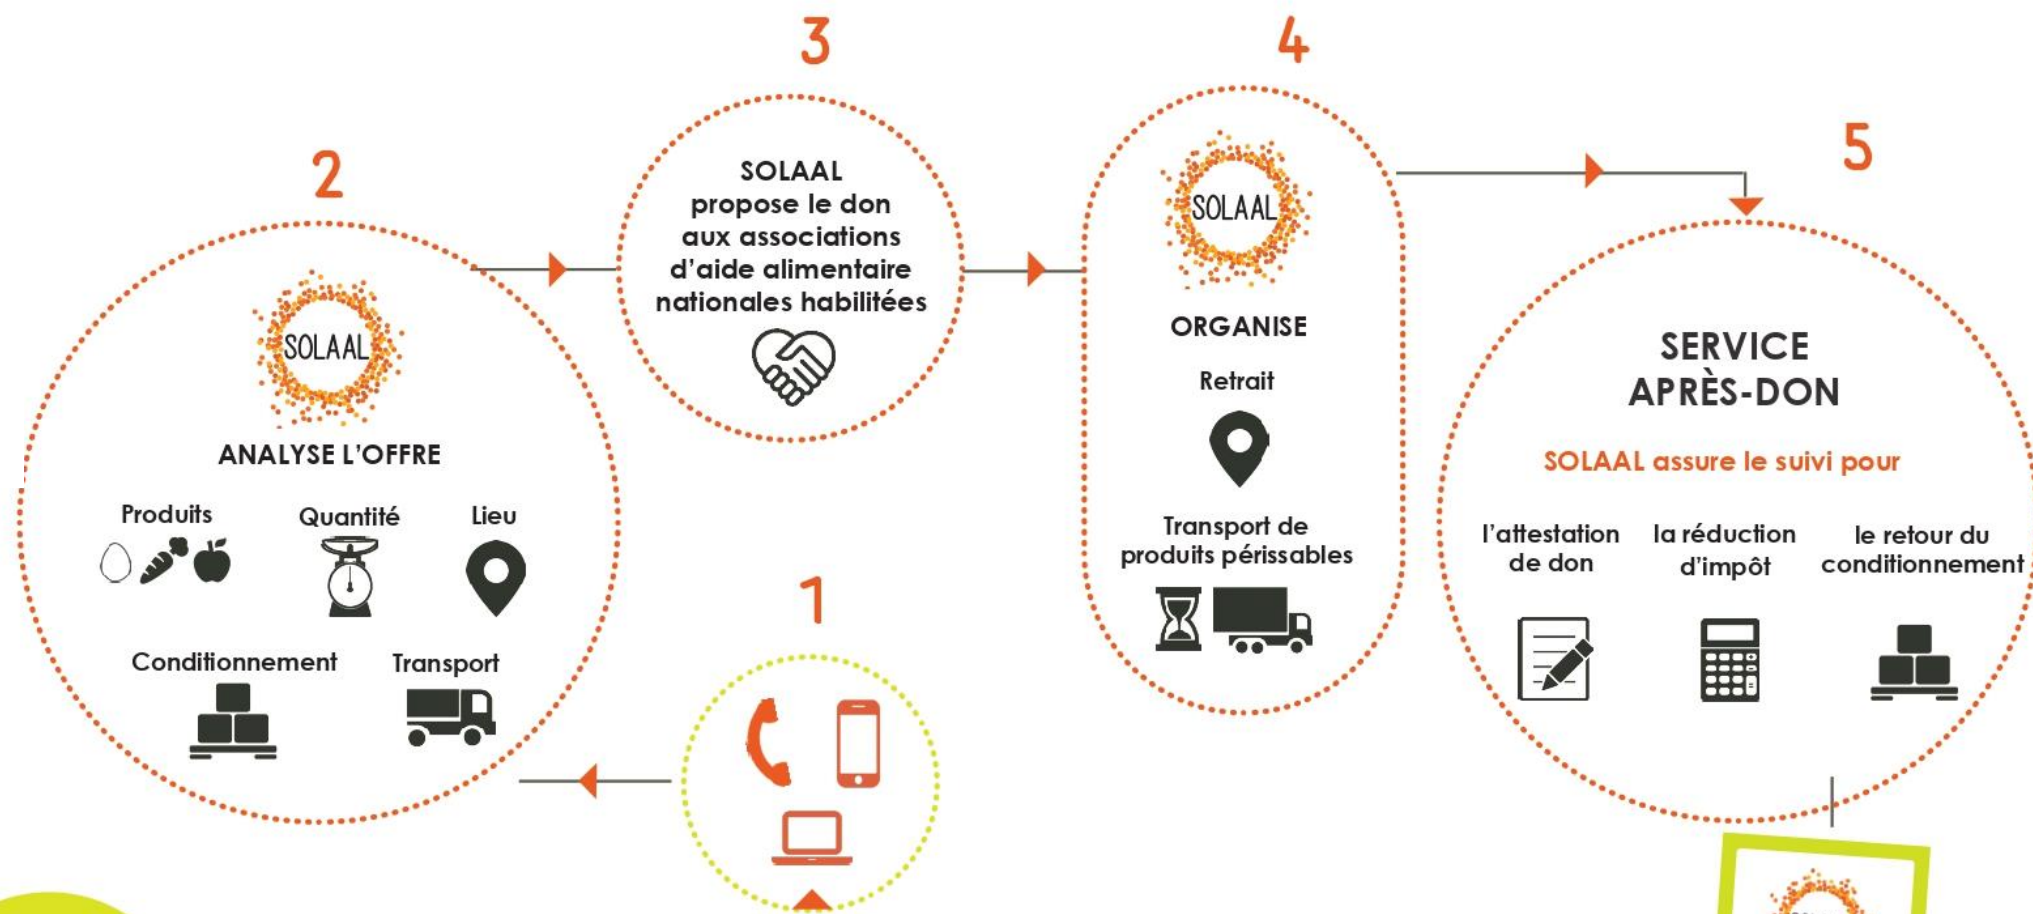 1
2
SOLAAL
ANALYSE L'OFFRE
Produits
Quantité
Lieu
Conditionnement
Transport
3
SOLAAL
propose le don
aux associations
d'aide alimentaire
nationales habilitées
4
SOLAAL
ORGANISE
Retrait
Transport de
produits périssables
5
SERVICE
APRÈS-DON
SOLAAL assure le suivi pour
l'attestation
de don
la réduction
d'impôt
le retour du
conditionnement